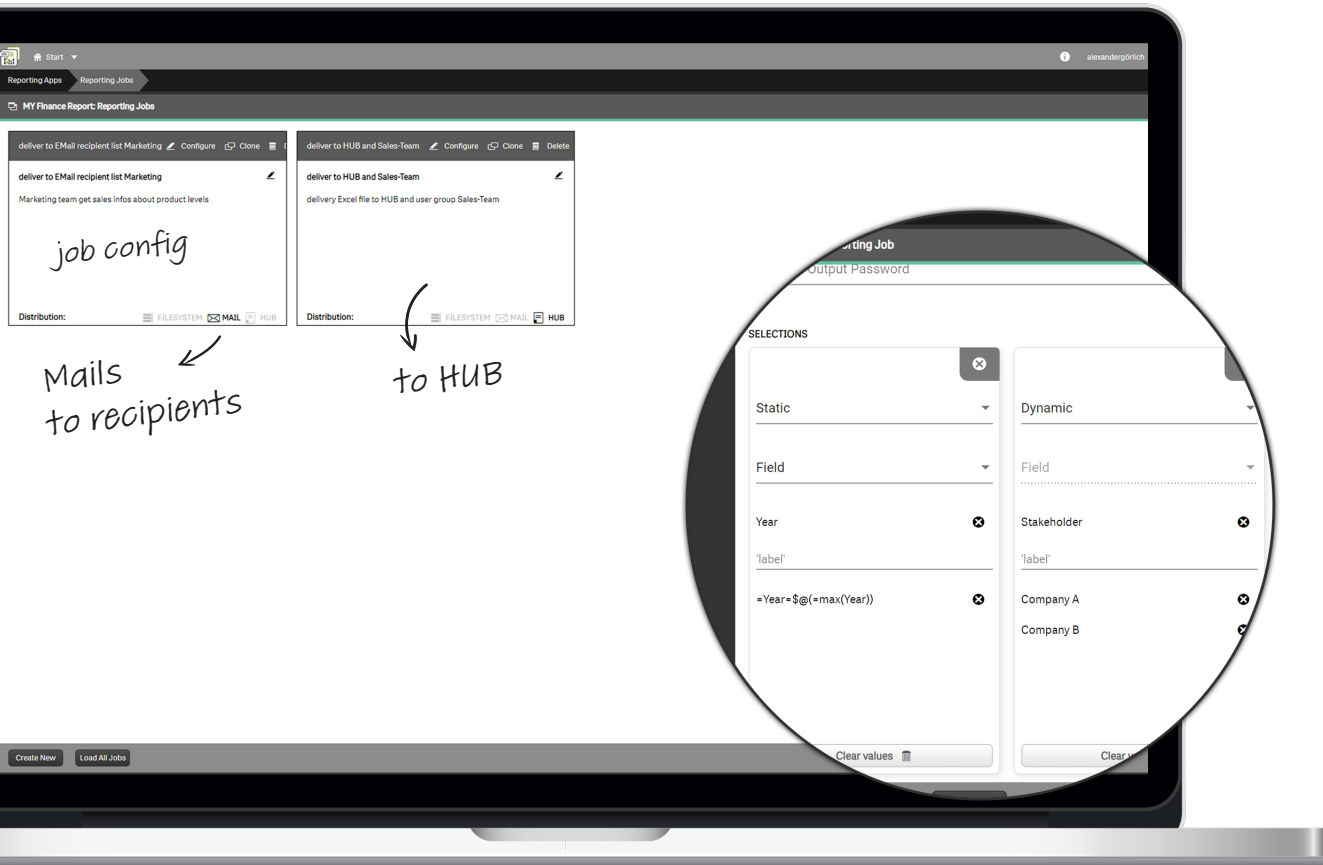 Start
alexandergörlich
Reporting Apps Reporting Jobs
MY Finance Report: Reporting Jobs
deliver to EMail recipient list Marketing Configure Clone
deliver to EMail recipient list Marketing
Marketing team get sales infos about product levels
job config
Distribution: FILESYSTEM MAIL HUB
Mails
to recipients
deliver to HUB and Sales-Team Configure Clone Delete
deliver to HUB and Sales-Team
delivery Excel file to HUB and user group Sales-Team
Distribution: FILESYSTEM MAIL HUB
to HUB
Create New Load All Jobs
Job
Output Password
SELECTIONS
Static
Field
Year
'label'
=Year=$@(=max(Year))
Clear values
Dynamic
Field
Stakeholder
'label'
Company A
Company B
Clear